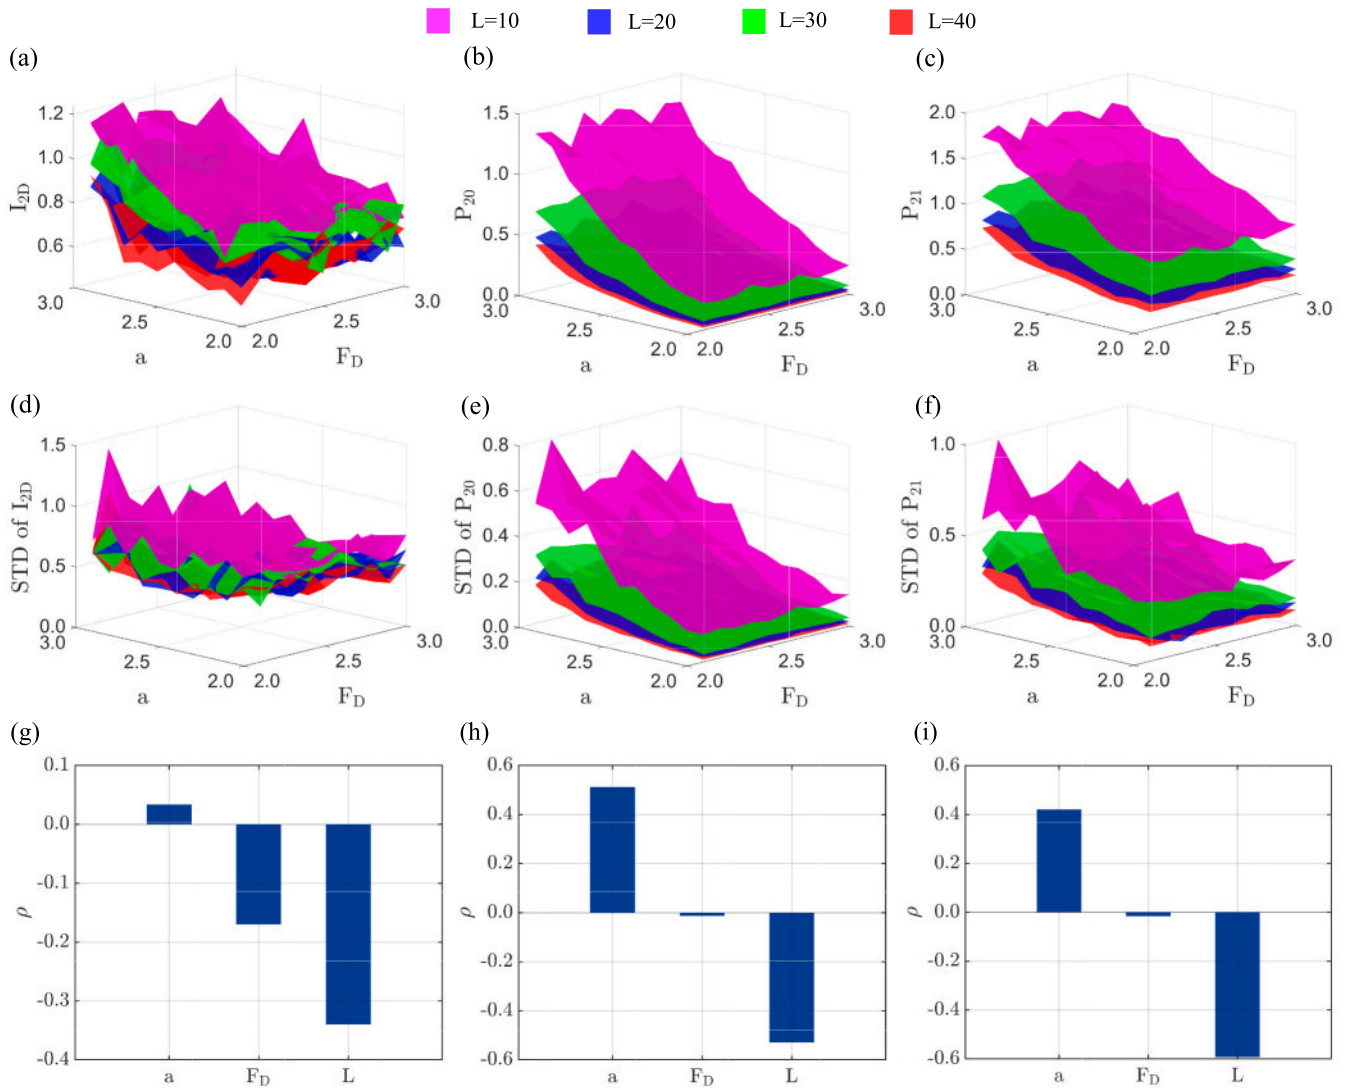 L=10 L=20 L=30 L=40
(a) (b) (c)
1.2 1.0 0.8 0.6 3.0 2.5 2.0 2.0 2.5 3.0
I2D a FD
1.5 1.0 0.5 0.0 3.0 2.5 2.0 2.0 2.5 3.0
P20 a FD
2.0 1.5 1.0 0.5 0.0 3.0 2.5 2.0 2.0 2.5 3.0
P21 a FD
(d) (e) (f)
1.5 1.0 0.5 0.0 3.0 2.5 2.0 2.0 2.5 3.0
STD of I2D a FD
0.8 0.6 0.4 0.2 0.0 3.0 2.5 2.0 2.0 2.5 3.0
STD of P20 a FD
1.0 0.5 0.0 3.0 2.5 2.0 2.0 2.5 3.0
STD of P21 a FD
(g) (h) (i)
0.1 0.0 -0.1 -0.2 -0.3 -0.4
ρ a FD L
0.6 0.4 0.2 0.0 -0.2 -0.4 -0.6
ρ a FD L
0.6 0.4 0.2 0.0 -0.2 -0.4 -0.6
ρ a FD L